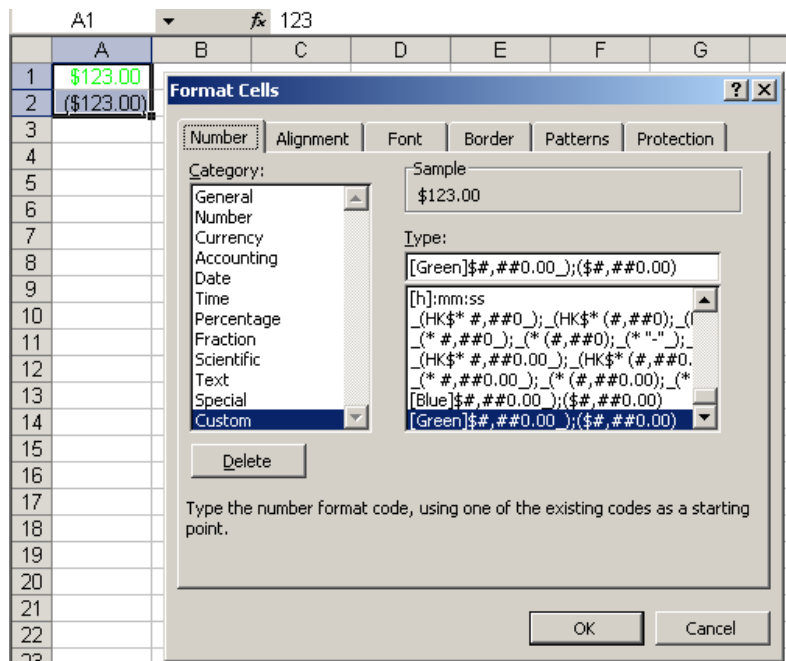 A1 fx 123
A B C D E F G
1 $123.00
2 ($123.00)
3
4
5
6
7
8
9
10
11
12
13
14
15
16
17
18
19
20
21
22
23
Format Cells ? ×
Number Alignment Font Border Patterns Protection
Category:
General
Number
Currency
Accounting
Date
Time
Percentage
Fraction
Scientific
Text
Special
Custom
Sample
$123.00
Type:
[Green]$#,##0.00_);($#,##0.00)
[h]:mm:ss
_(HK$* #,##0_);_(HK$* (#,##0);_(
_(* #,##0_);_(* (#,##0);_(* "-"_);_
_(HK$* #,##0.00_);_(HK$* (#,##0.
_(* #,##0.00_);_(* (#,##0.00);_(*
[Blue]$#,##0.00_);($#,##0.00)
[Green]$#,##0.00_);($#,##0.00)
Delete
Type the number format code, using one of the existing codes as a starting
point.
OK Cancel